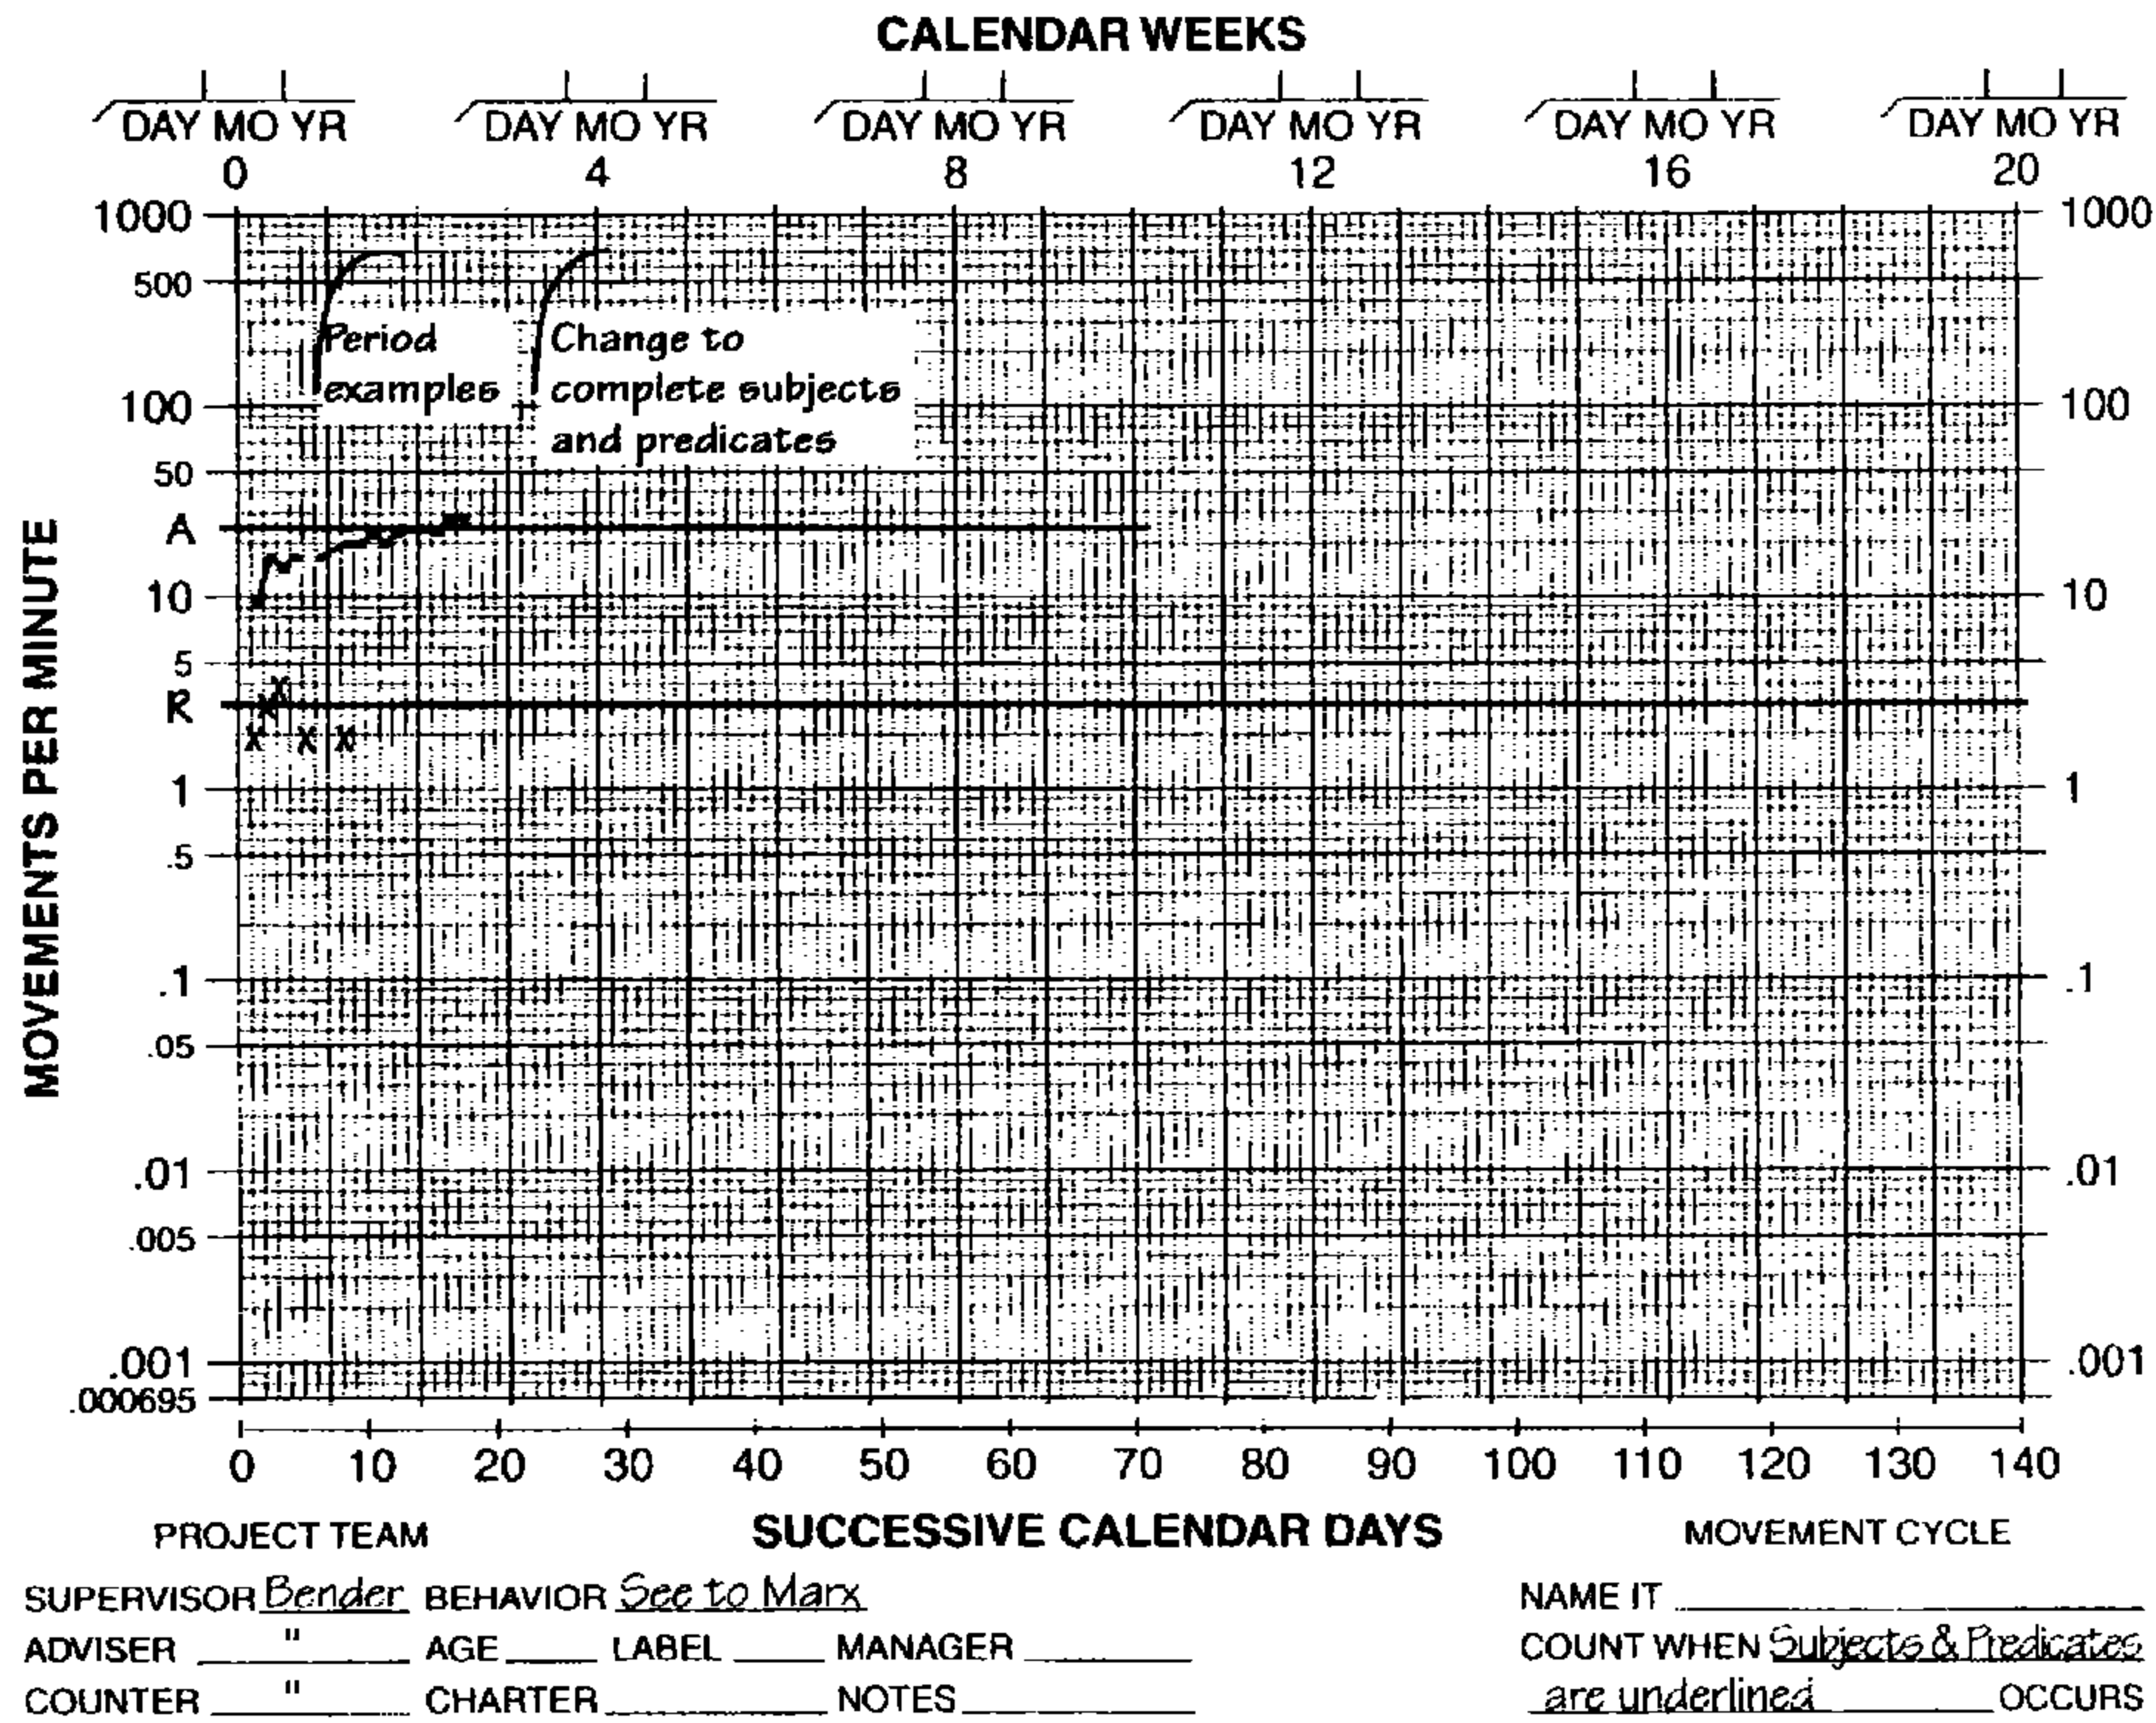 CALENDAR WEEKS
DAY MO YR DAY MO YR DAY MO YR DAY MO YR DAY MO YR DAY MO YR
0 4 8 12 16 20
1000 1000
500
Period
examples
Change to
complete subjects
and predicates
100 100
50
A
10 10
5
R
1 1
.5
.1 .1
.05
.01 .01
.005
.001 .001
.000695
MOVEMENTS PER MINUTE
0 10 20 30 40 50 60 70 80 90 100 110 120 130 140
PROJECT TEAM SUCCESSIVE CALENDAR DAYS MOVEMENT CYCLE
SUPERVISOR Bender BEHAVIOR See to Marx NAME IT
ADVISER " AGE LABEL MANAGER COUNT WHEN Subjects & Predicates
COUNTER " CHARTER NOTES are underlined OCCURS